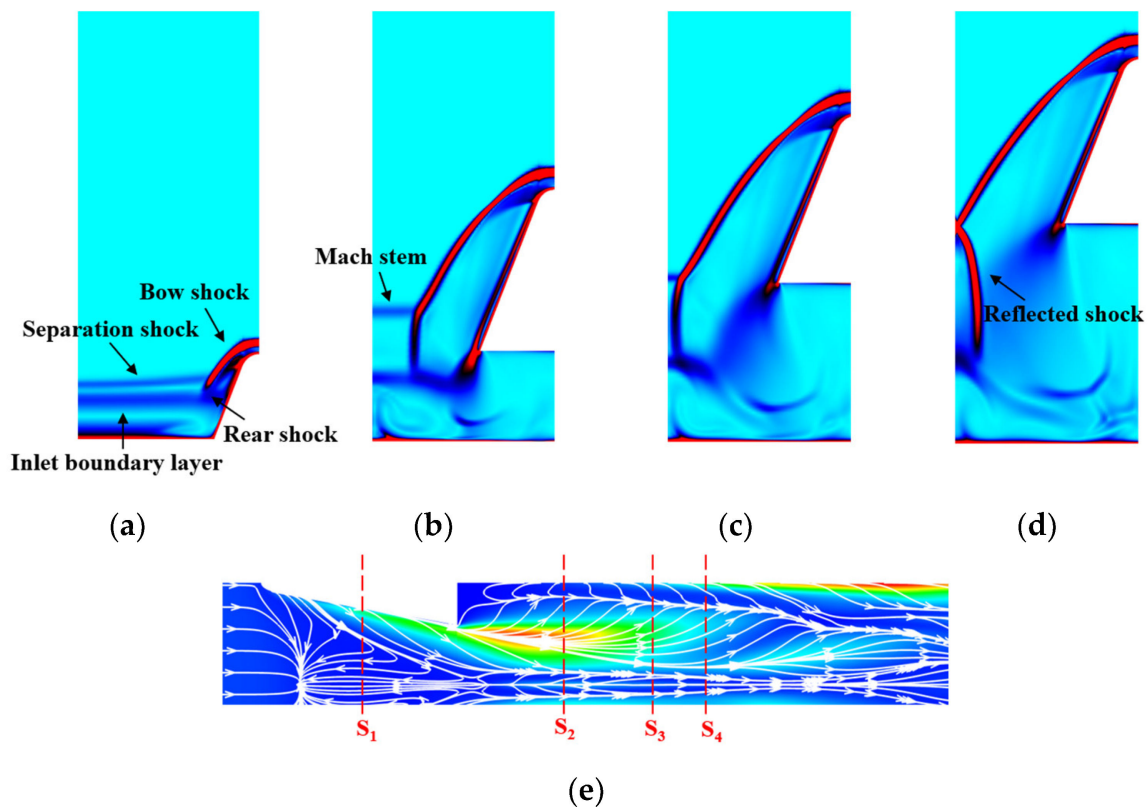 Bow shock
Separation shock
Rear shock
Inlet boundary layer
Mach stem
Reflected shock
(a)
(b)
(c)
(d)
S1
S2
S3
S4
(e)